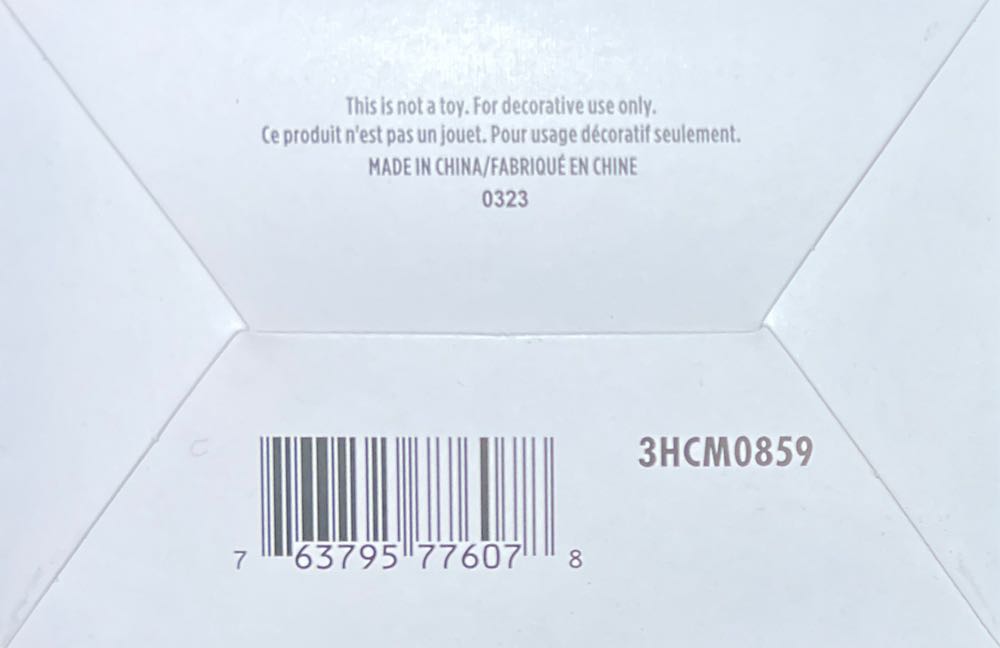 This is not a toy. For decorative use only.
Ce produit n'est pas un jouet. Pour usage décoratif seulement.
MADE IN CHINA/FABRIQUÉ EN CHINE
0323
3HCM0859
7 63795 77607 8